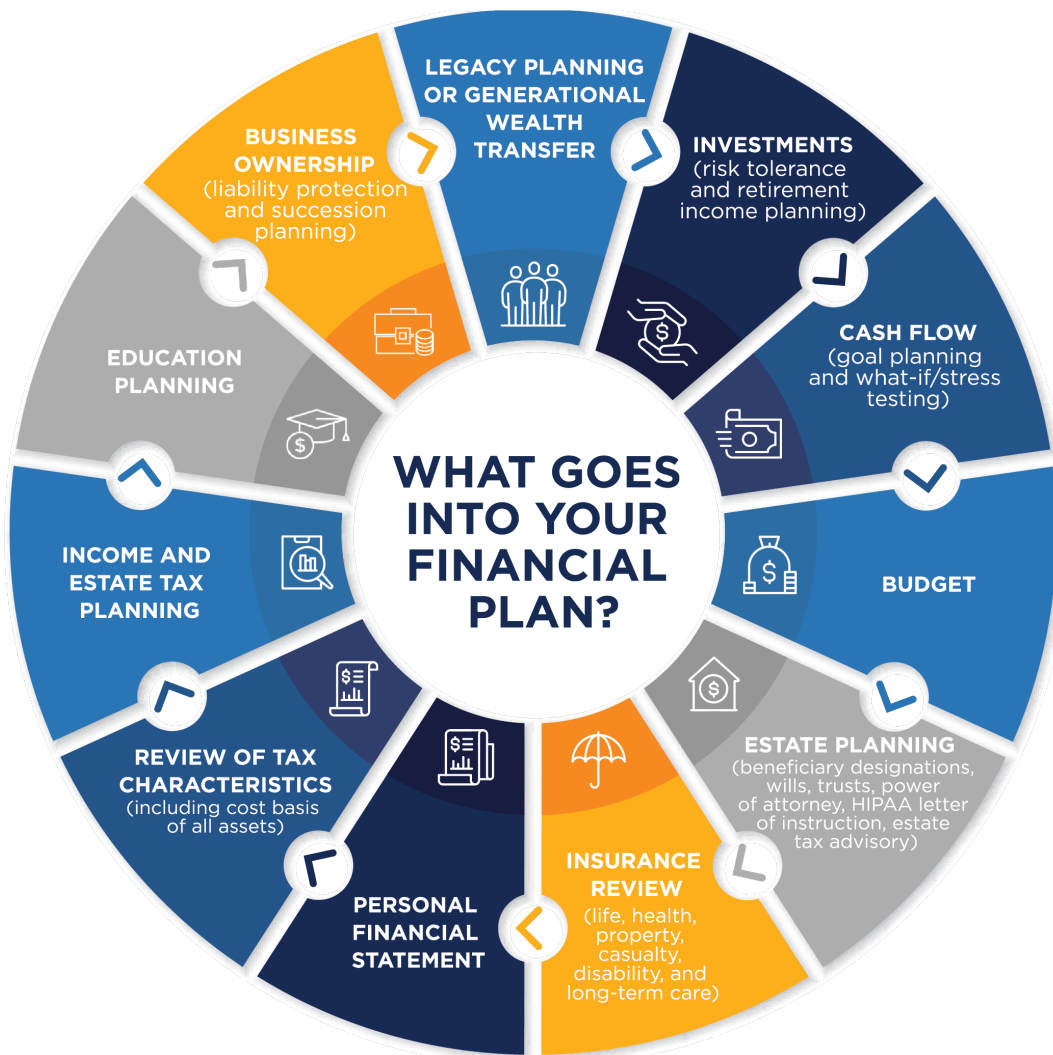 WHAT GOES
INTO YOUR
FINANCIAL
PLAN?
LEGACY PLANNING
OR GENERATIONAL
WEALTH
TRANSFER
INVESTMENTS
(risk tolerance
and retirement
income planning)
CASH FLOW
(goal planning
and what-if/stress
testing)
BUDGET
ESTATE PLANNING
(beneficiary designations,
wills, trusts, power
of attorney, HIPAA letter
of instruction, estate
tax advisory)
INSURANCE
REVIEW
(life, health,
property,
casualty,
disability, and
long-term care)
PERSONAL
FINANCIAL
STATEMENT
REVIEW OF TAX
CHARACTERISTICS
(including cost basis
of all assets)
INCOME AND
ESTATE TAX
PLANNING
EDUCATION
PLANNING
BUSINESS
OWNERSHIP
(liability protection
and succession
planning)